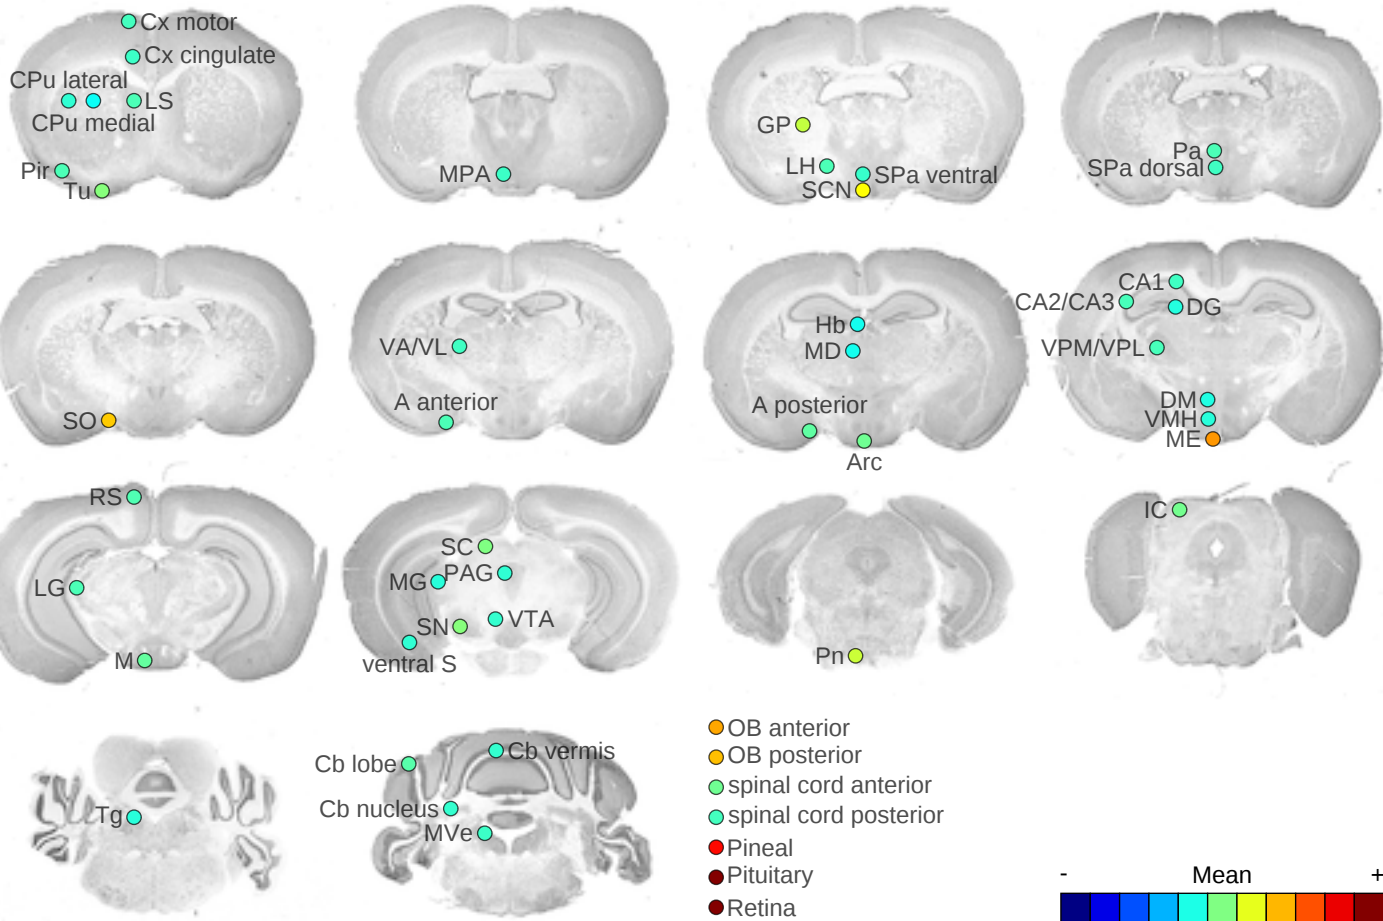 Cx motor
Cx cingulate
CPu lateral
LS
CPu medial
Pir
Tu
MPA
GP
LH
SPa ventral
SCN
Pa
SPa dorsal
SO
VA/VL
A anterior
Hb
MD
A posterior
Arc
CA1
CA2/CA3
DG
VPM/VPL
DM
VMH
ME
RS
LG
M
SC
MG
PAG
SN
VTA
ventral S
Pn
IC
Tg
Cb lobe
Cb vermis
Cb nucleus
MVe
OB anterior
OB posterior
spinal cord anterior
spinal cord posterior
Pineal
Pituitary
Retina
- Mean +